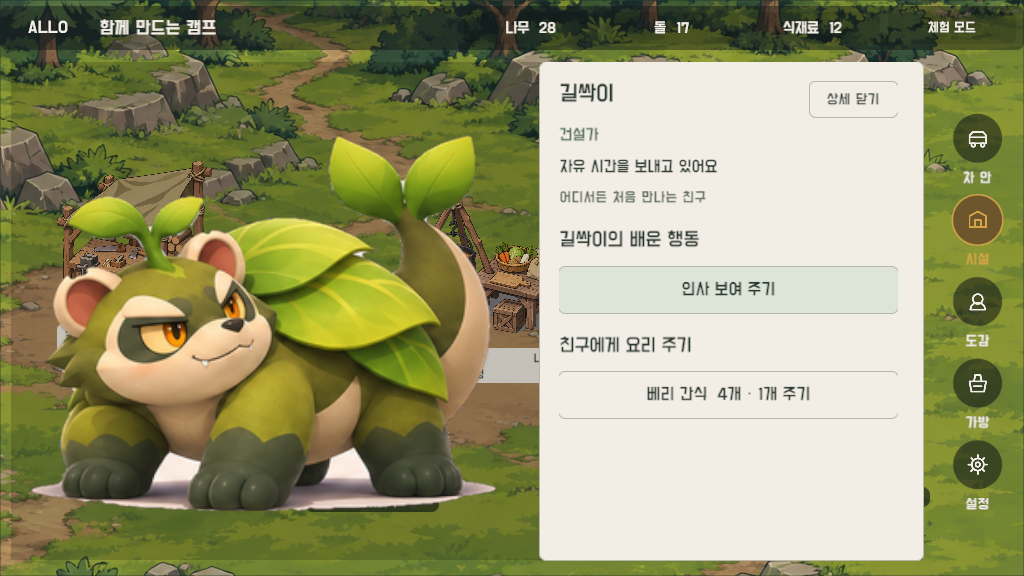 ALLO 함께 만드는 캠프 나무 28 돌 17 식재료 12 체험 모드
길싹이
상세 닫기
건설가
자유 시간을 보내고 있어요
어디서든 처음 만나는 친구
길싹이의 배운 행동
인사 보여 주기
친구에게 요리 주기
베리 간식 4개 · 1개 주기
차 안
시설
도감
가방
설정